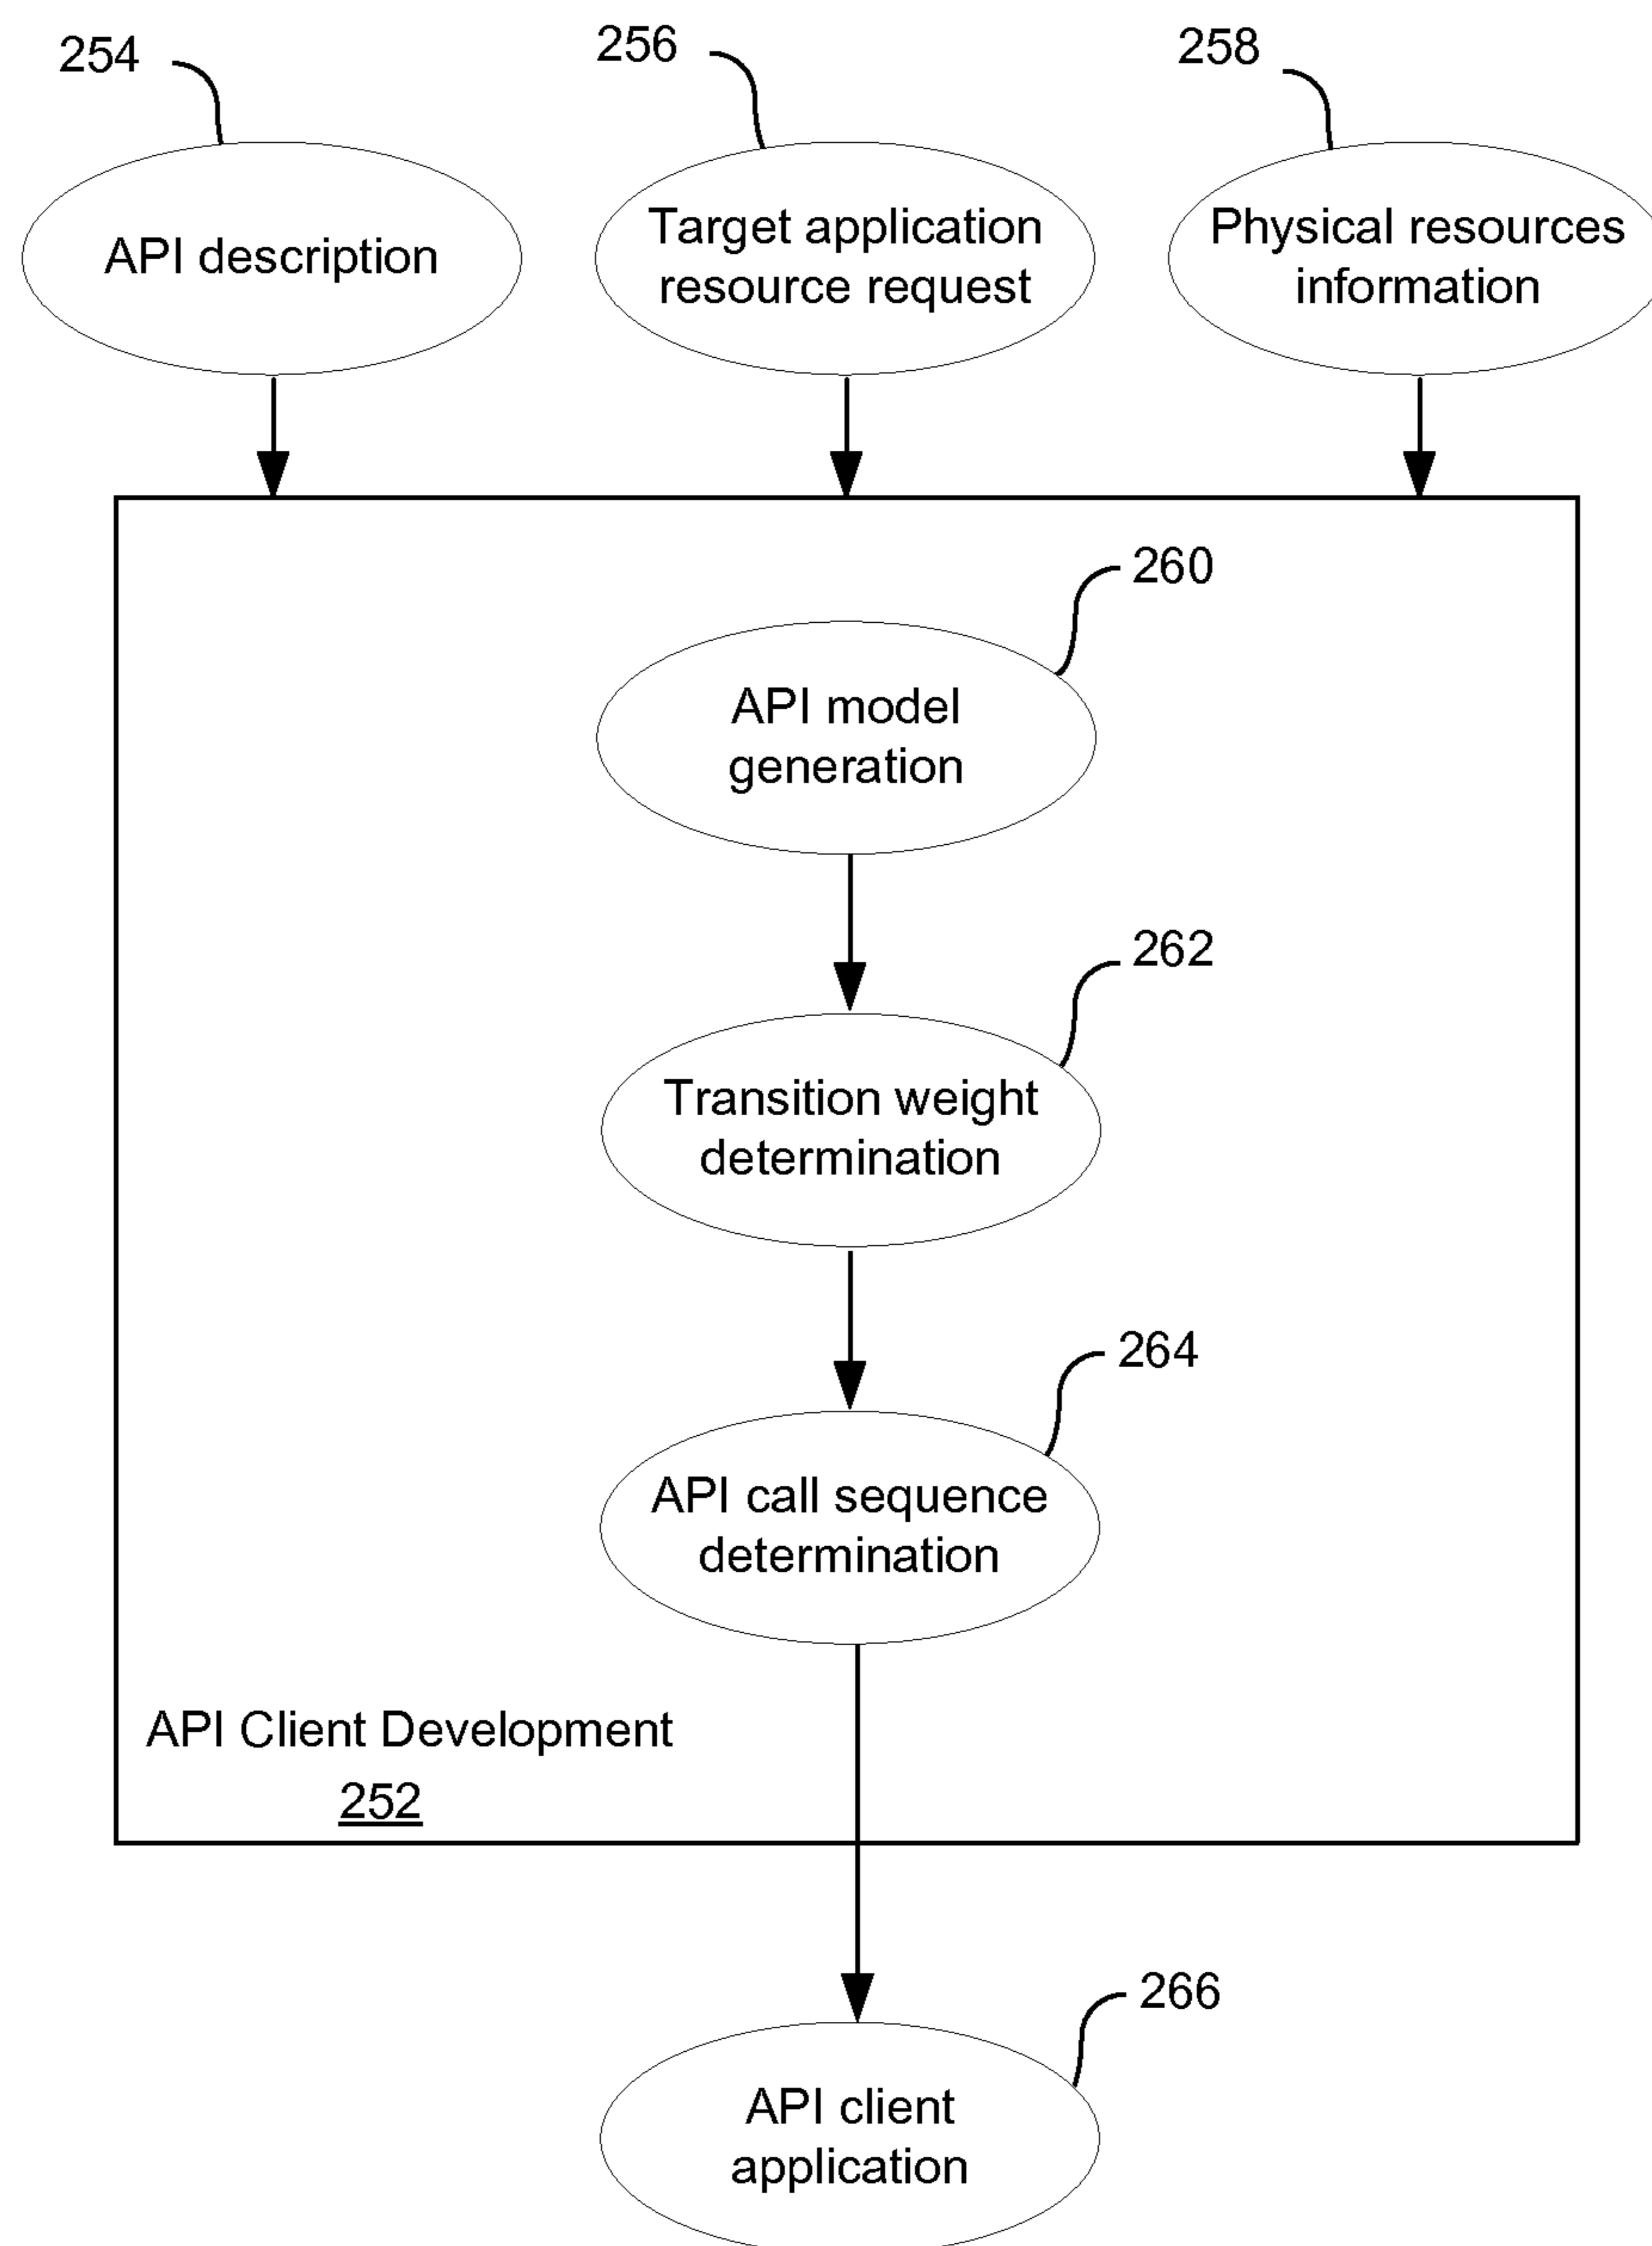 254
256
258
API description
Target application
resource request
Physical resources
information
260
API model
generation
262
Transition weight
determination
264
API call sequence
determination
API Client Development
252
266
API client
application